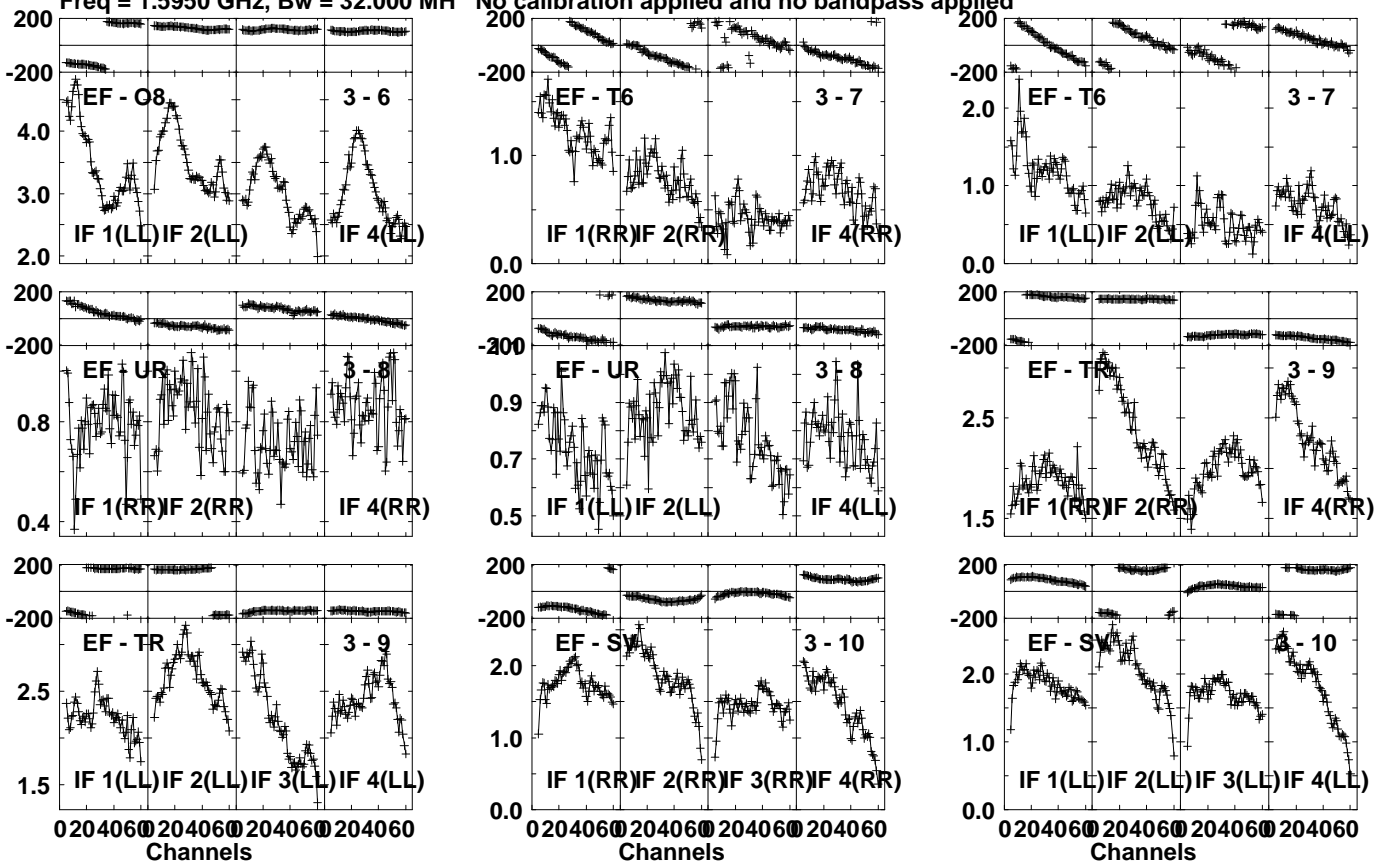 Freq = 1.5950 GHz, Bw = 32.000 MH No calibration applied and no bandpass applied
200
-200
EF - O8 3 - 6
4.0
3.0
2.0
IF 1(LL) IF 2(LL) IF 4(LL)
200
-200
EF - T6 3 - 7
1.0
0.0
IF 1(RR) IF 2(RR) IF 4(RR)
200
-200
EF - T6 3 - 7
2.0
1.0
0.0
IF 1(LL) IF 2(LL) IF 4(LL)
200
-200
EF - UR 3 - 8
0.8
0.4
IF 1(RR) IF 2(RR) IF 4(RR)
200
-200
EF - UR 3 - 8
0.9
0.7
0.5
IF 1(LL) IF 2(LL) IF 4(LL)
200
-200
EF - TR 3 - 9
2.5
1.5
IF 1(RR) IF 2(RR) IF 4(RR)
200
-200
EF - TR 3 - 9
2.5
1.5
IF 1(LL) IF 2(LL) IF 3(LL) IF 4(LL)
0 20 40 60 0 20 40 60 0 20 40 60 0 20 40 60
Channels
200
-200
EF - SV 3 - 10
2.0
1.0
0.0
IF 1(RR) IF 2(RR) IF 3(RR) IF 4(RR)
0 20 40 60 0 20 40 60 0 20 40 60 0 20 40 60
Channels
200
-200
EF - SV 3 - 10
2.0
1.0
0.0
IF 1(LL) IF 2(LL) IF 3(LL) IF 4(LL)
0 20 40 60 0 20 40 60 0 20 40 60 0 20 40 60
Channels